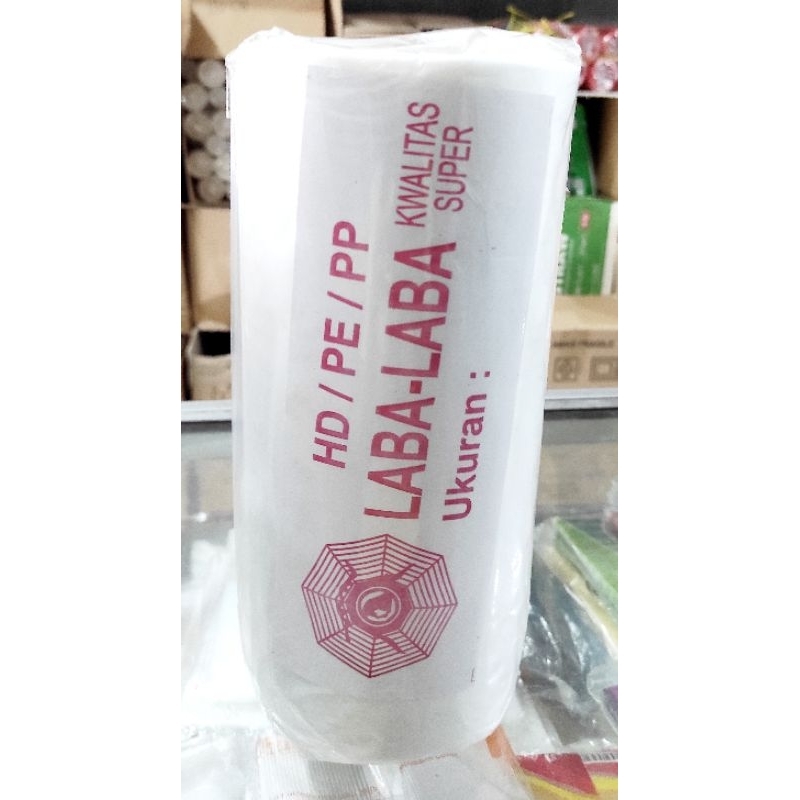 HD / PE / PP
LABA-LABA KWALITAS SUPER
Ukuran :